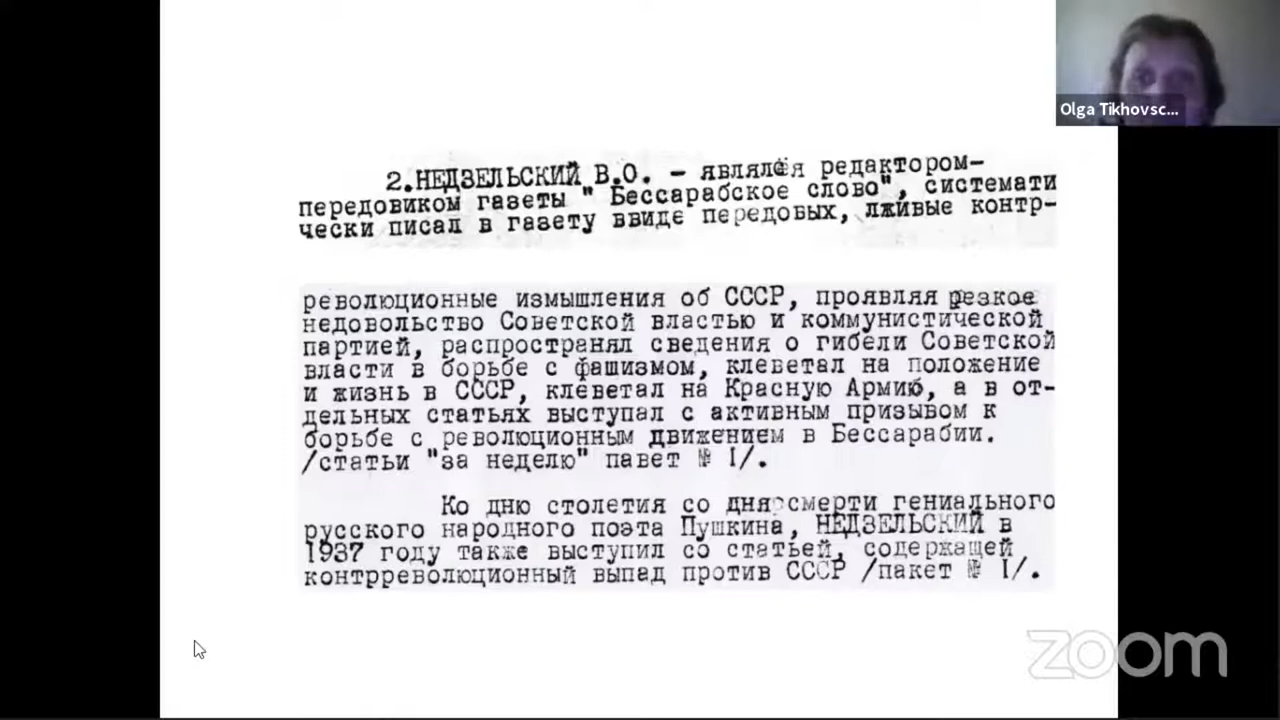 Olga Tikhovsc...
2.НЕДЗЕЛЬСКИЙ В.О. - являлся редактором-
передовиком газеты " Бессарабское слово", системати
чески писал в газету ввиде передовых, лживые контр-
революционные измышления об СССР, проявляя резкое
недовольство Советской властью и коммунистической
партией, распространял сведения о гибели Советской
власти в борьбе с фашизмом, клеветал на положение
и жизнь в СССР, клеветал на Красную Армию, а в от-
дельных статьях выступал с активным призывом к
борьбе с революционным движением в Бессарабии.
/статьи "за неделю" павет № I/.
Ко дню столетия со дня смерти гениального
русского народного поэта Пушкина, НЕДЗЕЛЬСКИЙ в
1937 году также выступил со статьей, содержащей
контрреволюционный выпад против СССР /пакет № I/.
zoom